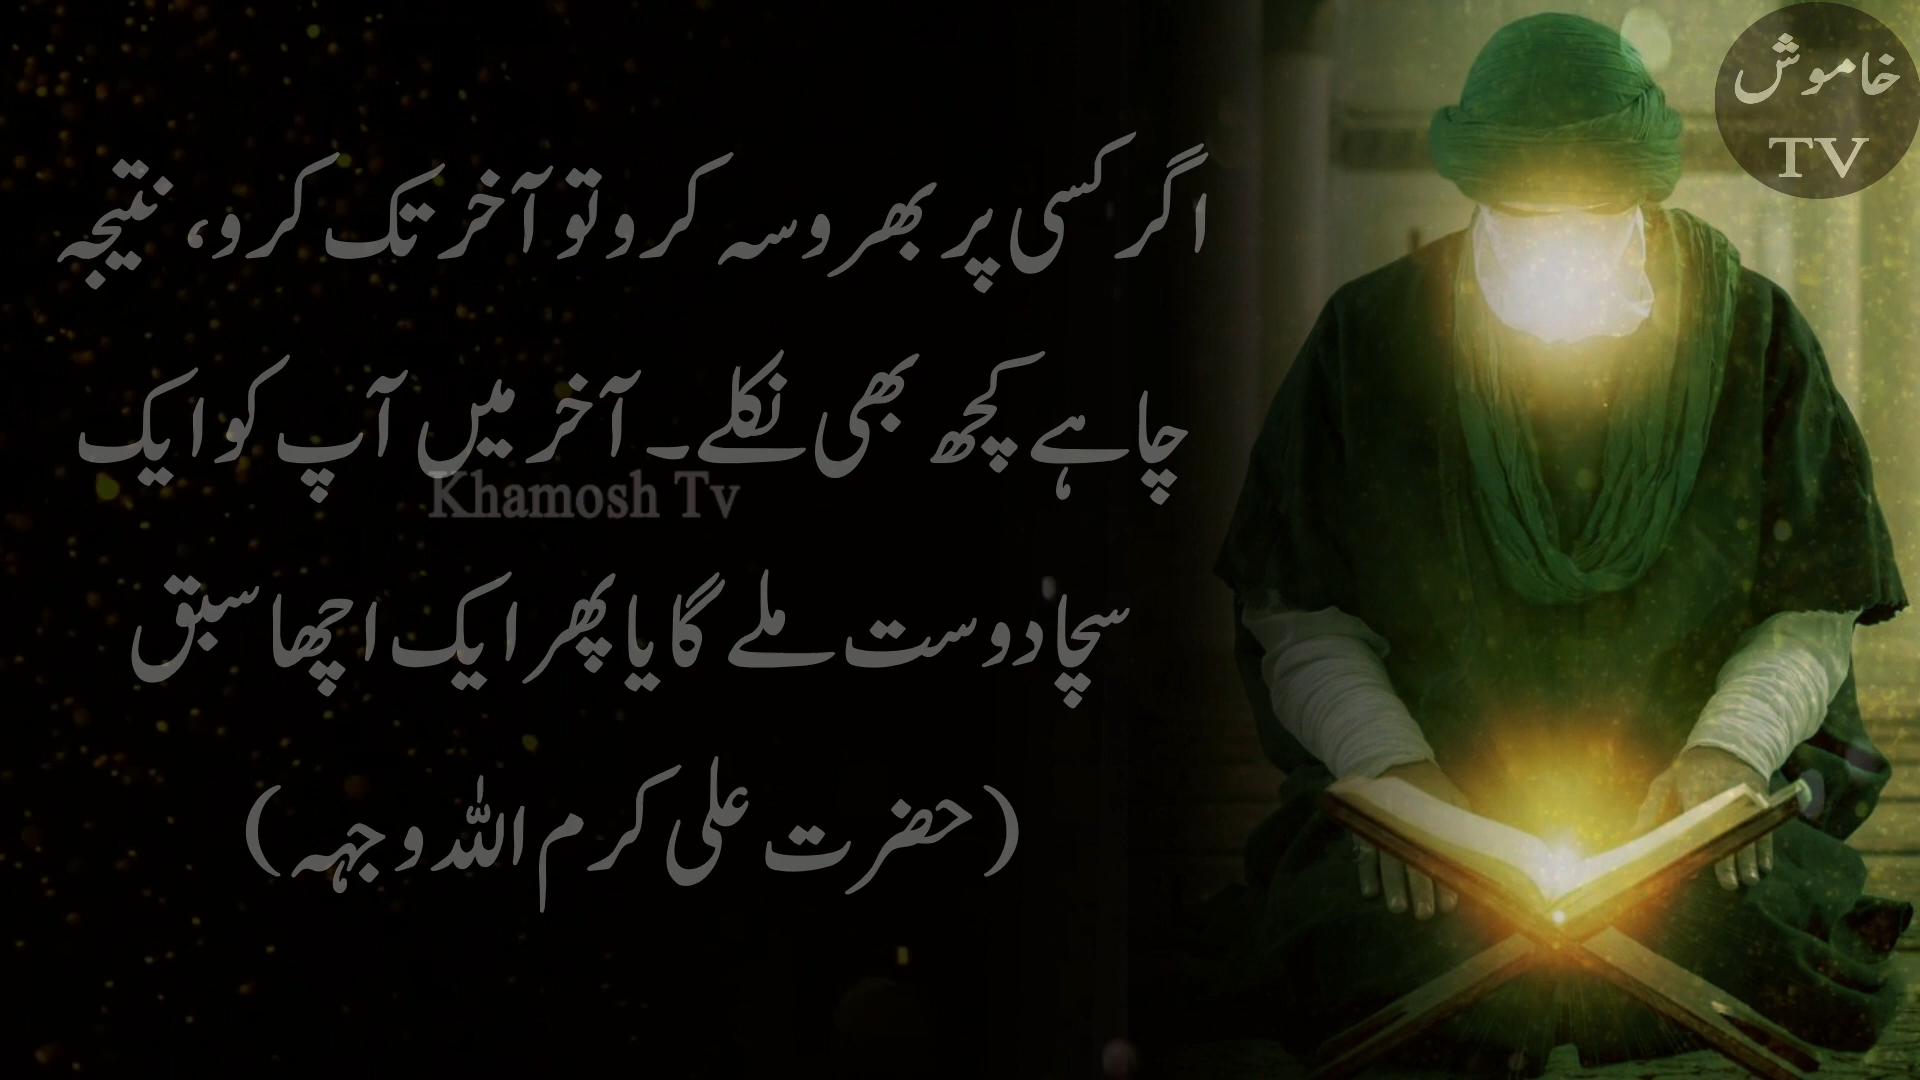 خاموش
TV
اگر کسی پر بھروسہ کرو تو آخر تک کرو، نتیجہ
چاہے کچھ بھی نکلے۔ آخر میں آپ کو ایک
Khamosh Tv
سچا دوست ملے گا یا پھر ایک اچھا سبق
(حضرت علی کرم اللہ وجہہ)